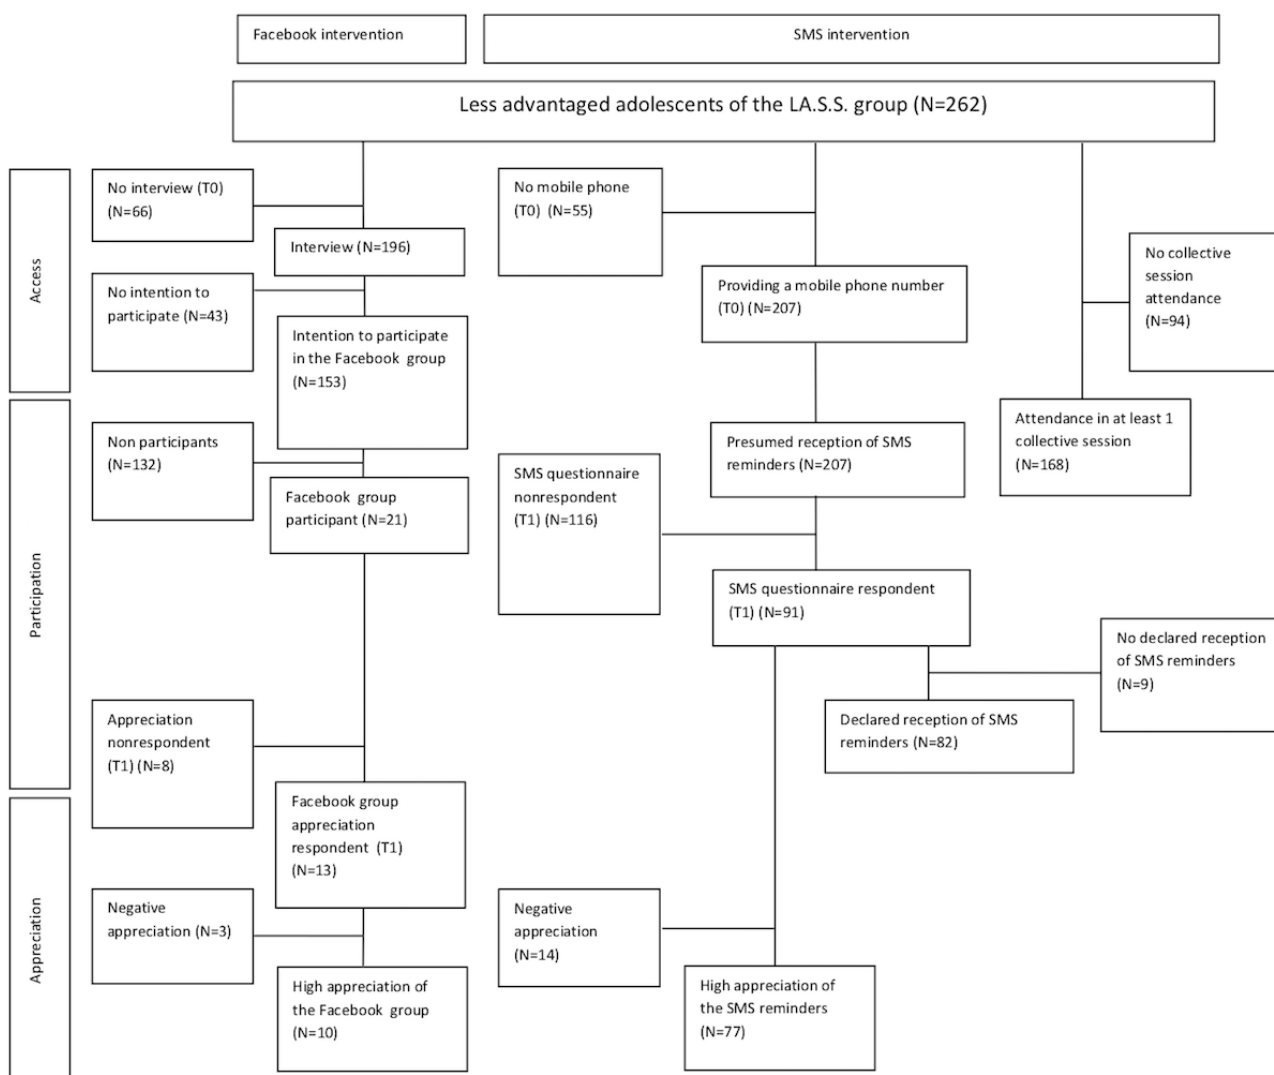 Facebook intervention
SMS intervention
Less advantaged adolescents of the LA.S.S. group (N=262)
Access
No interview (T0)
(N=66)
Interview (N=196)
No intention to
participate (N=43)
Intention to participate
in the Facebook group
(N=153)
No mobile phone
(T0) (N=55)
Providing a mobile phone number
(T0) (N=207)
No collective
session
attendance
(N=94)
Attendance in at least 1
collective session
(N=168)
Participation
Non participants
(N=132)
Facebook group
participant (N=21)
Presumed reception of SMS
reminders (N=207)
SMS questionnaire
nonrespondent
(T1) (N=116)
SMS questionnaire respondent
(T1) (N=91)
No declared reception
of SMS reminders
(N=9)
Declared reception of SMS
reminders (N=82)
Appreciation
nonrespondent
(T1) (N=8)
Facebook group
appreciation
respondent (T1)
(N=13)
Appreciation
Negative
appreciation (N=3)
High appreciation of
the Facebook group
(N=10)
Negative
appreciation
(N=14)
High appreciation of
the SMS reminders
(N=77)